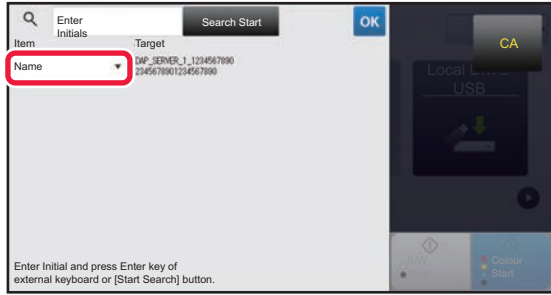 Enter
Initials
Search Start
OK
CA
Item
Target
Name
DAP_SERVER_1_1234567890
2345678901234567890
Local Drive/
USB
Enter Initial and press Enter key of
external keyboard or [Start Search] button.
B/W
Colour
Start